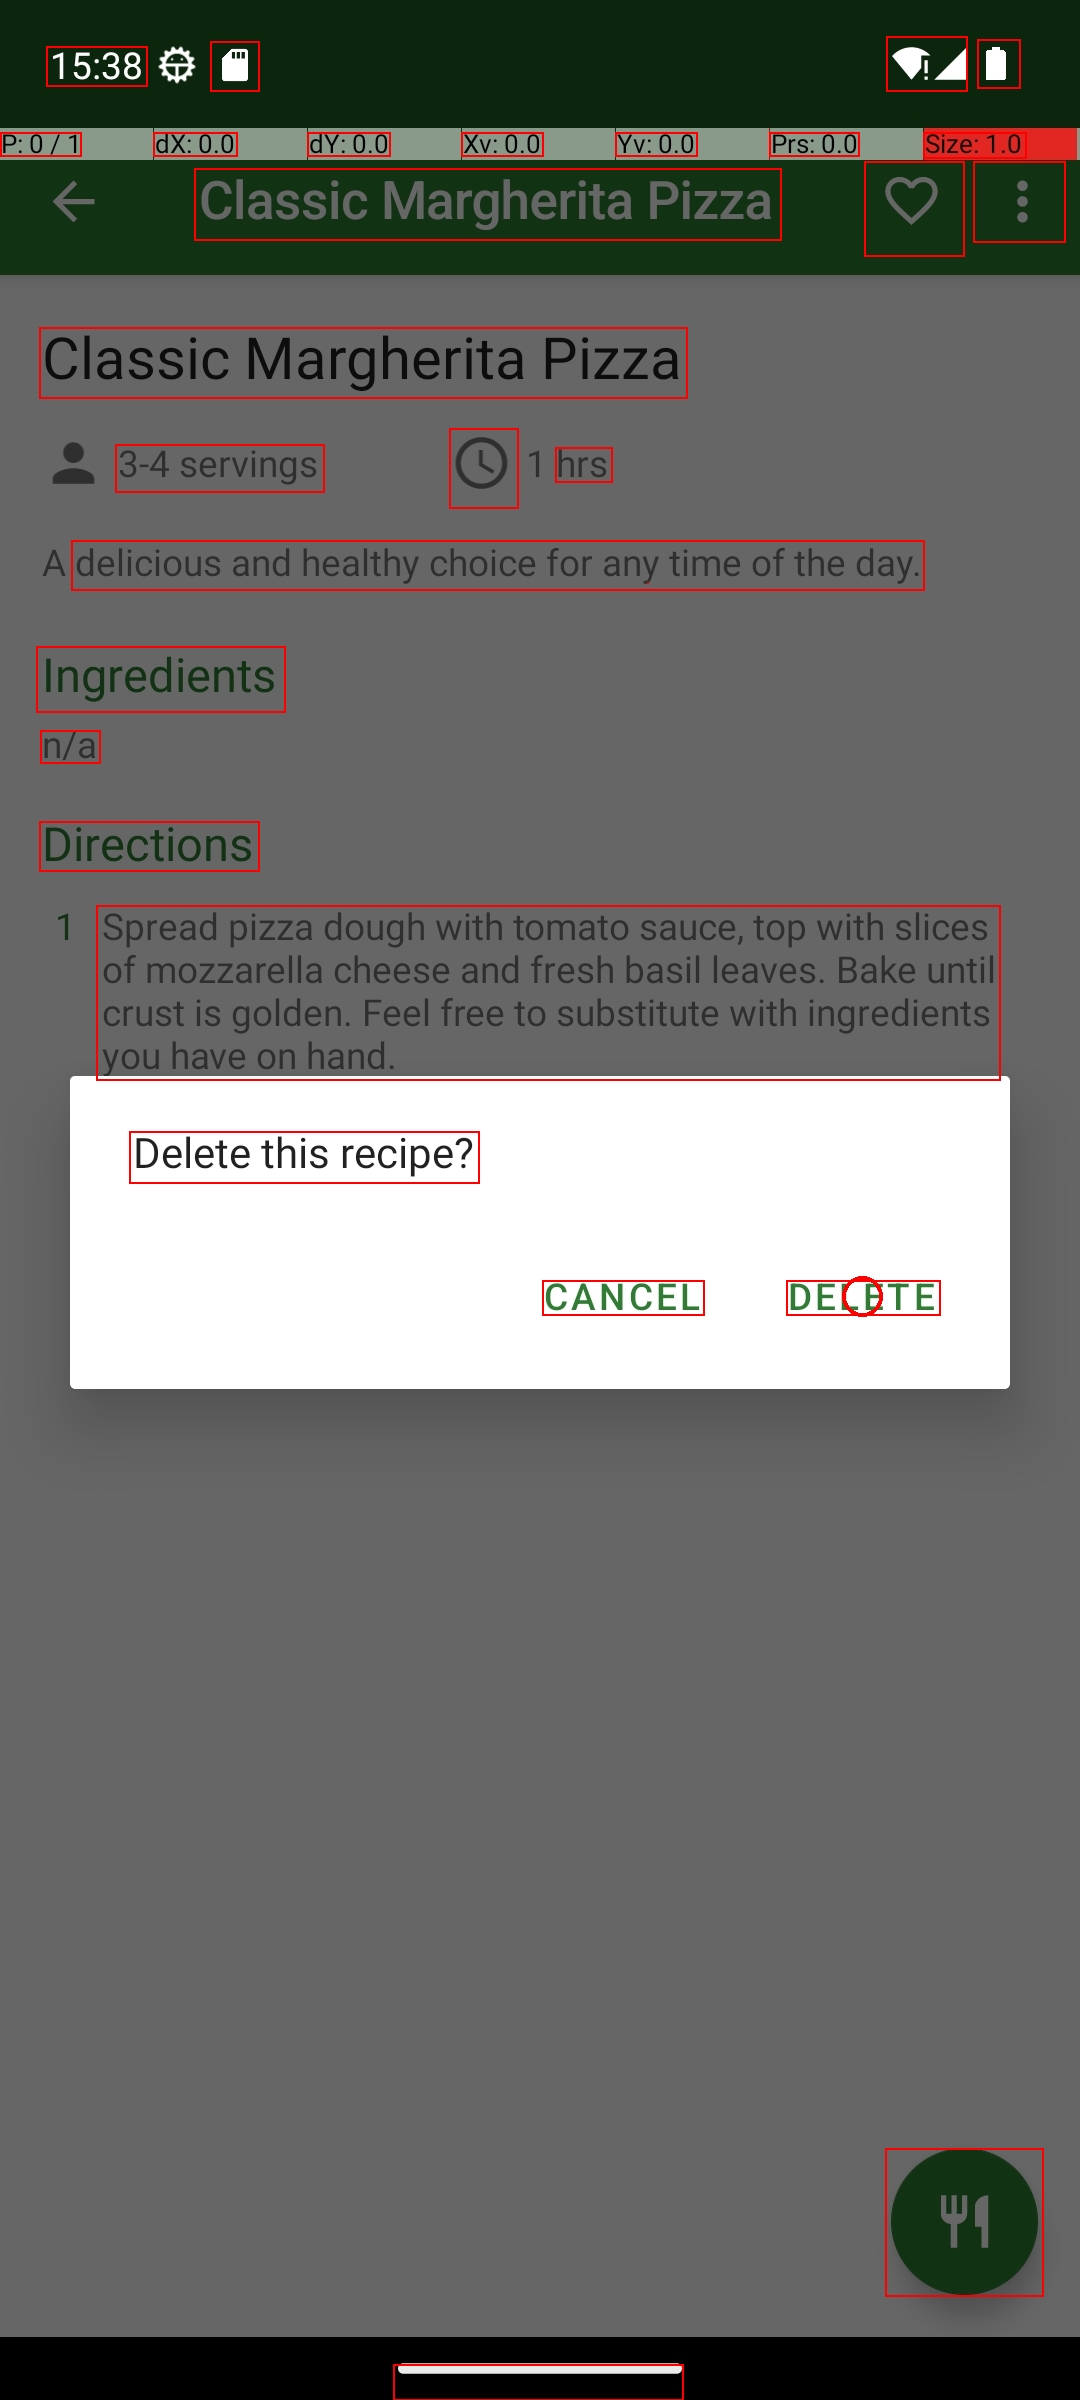 15:38
P: 0 / 1 dX: 0.0 dY: 0.0 Xv: 0.0 Yv: 0.0 Prs: 0.0 Size: 1.0
Classic Margherita Pizza
Classic Margherita Pizza
3-4 servings 1 hrs
A delicious and healthy choice for any time of the day.
Ingredients
n/a
Directions
1 Spread pizza dough with tomato sauce, top with slices
of mozzarella cheese and fresh basil leaves. Bake until
crust is golden. Feel free to substitute with ingredients
you have on hand.
Delete this recipe?
CANCEL DELETE